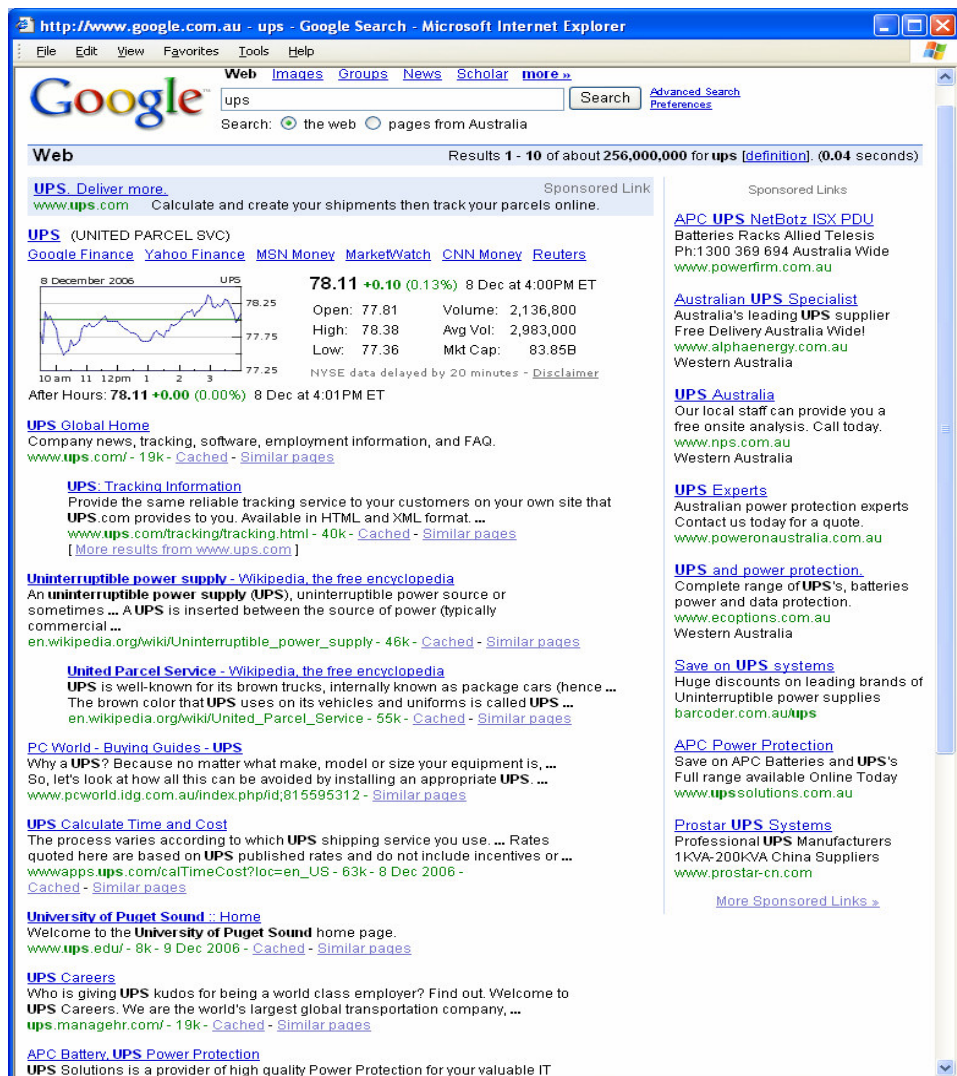 http://www.google.com.au - ups - Google Search - Microsoft Internet Explorer
File Edit View Favorites Tools Help
Google™
Web Images Groups News Scholar more »
ups Search Advanced Search
Preferences
Search: the web pages from Australia
Web Results 1 - 10 of about 256,000,000 for ups [definition]. (0.04 seconds)
UPS. Deliver more. Sponsored Link
www.ups.com Calculate and create your shipments then track your parcels online.
UPS (UNITED PARCEL SVC)
Google Finance Yahoo Finance MSN Money MarketWatch CNN Money Reuters
8 December 2006 UPS
78.25
77.75
77.25
10 am 11 12pm 1 2 3
78.11 +0.10 (0.13%) 8 Dec at 4:00PM ET
Open: 77.81 Volume: 2,136,800
High: 78.38 Avg Vol: 2,983,000
Low: 77.36 Mkt Cap: 83.85B
NYSE data delayed by 20 minutes - Disclaimer
After Hours: 78.11 +0.00 (0.00%) 8 Dec at 4:01PM ET
UPS Global Home
Company news, tracking, software, employment information, and FAQ.
www.ups.com/ - 19k - Cached - Similar pages
UPS: Tracking Information
Provide the same reliable tracking service to your customers on your own site that
UPS.com provides to you. Available in HTML and XML format. ...
www.ups.com/tracking/tracking.html - 40k - Cached - Similar pages
[ More results from www.ups.com ]
Uninterruptible power supply - Wikipedia, the free encyclopedia
An uninterruptible power supply (UPS), uninterruptible power source or
sometimes ... A UPS is inserted between the source of power (typically
commercial ...
en.wikipedia.org/wiki/Uninterruptible_power_supply - 46k - Cached - Similar pages
United Parcel Service - Wikipedia, the free encyclopedia
UPS is well-known for its brown trucks, internally known as package cars (hence ...
The brown color that UPS uses on its vehicles and uniforms is called UPS ...
en.wikipedia.org/wiki/United_Parcel_Service - 55k - Cached - Similar pages
PC World - Buying Guides - UPS
Why a UPS? Because no matter what make, model or size your equipment is, ...
So, let's look at how all this can be avoided by installing an appropriate UPS. ...
www.pcworld.idg.com.au/index.php/id;815595312 - Similar pages
UPS Calculate Time and Cost
The process varies according to which UPS shipping service you use. ... Rates
quoted here are based on UPS published rates and do not include incentives or ...
wwwapps.ups.com/calTimeCost?loc=en_US - 63k - 8 Dec 2006 -
Cached - Similar pages
University of Puget Sound :: Home
Welcome to the University of Puget Sound home page.
www.ups.edu/ - 8k - 9 Dec 2006 - Cached - Similar pages
UPS Careers
Who is giving UPS kudos for being a world class employer? Find out. Welcome to
UPS Careers. We are the world's largest global transportation company, ...
ups.managehr.com/ - 19k - Cached - Similar pages
APC Battery, UPS Power Protection
UPS Solutions is a provider of high quality Power Protection for your valuable IT
Sponsored Links
APC UPS NetBotz ISX PDU
Batteries Racks Allied Telesis
Ph:1300 369 694 Australia Wide
www.powerfirm.com.au
Australian UPS Specialist
Australia's leading UPS supplier
Free Delivery Australia Wide!
www.alphaenergy.com.au
Western Australia
UPS Australia
Our local staff can provide you a
free onsite analysis. Call today.
www.nps.com.au
Western Australia
UPS Experts
Australian power protection experts
Contact us today for a quote.
www.poweronaustralia.com.au
UPS and power protection.
Complete range of UPS's, batteries
power and data protection.
www.ecoptions.com.au
Western Australia
Save on UPS systems
Huge discounts on leading brands of
Uninterruptible power supplies
barcoder.com.au/ups
APC Power Protection
Save on APC Batteries and UPS's
Full range available Online Today
www.upssolutions.com.au
Prostar UPS Systems
Professional UPS Manufacturers
1KVA-200KVA China Suppliers
www.prostar-cn.com
More Sponsored Links »